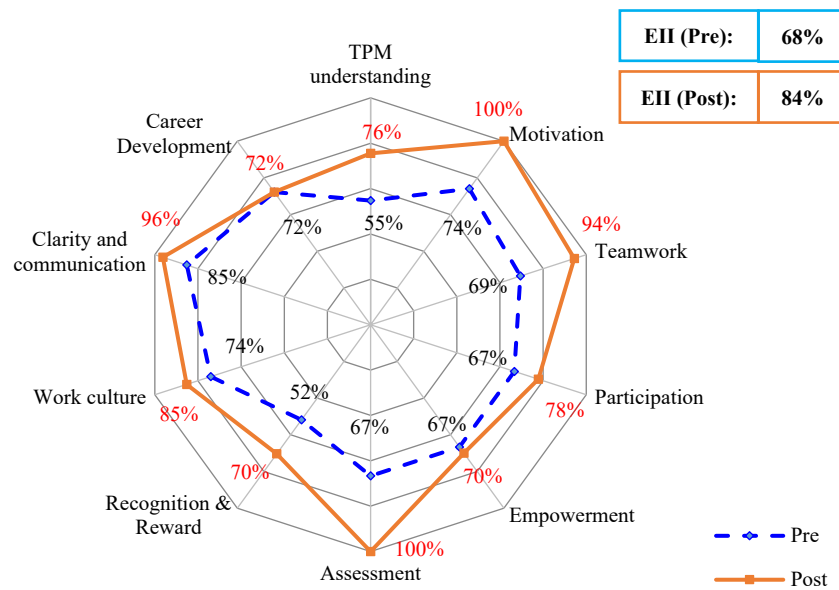 EII (Pre): 68%
EII (Post): 84%
TPM
understanding
Motivation
Teamwork
Participation
Empowerment
Assessment
Recognition &
Reward
Work culture
Clarity and
communication
Career
Development
76%
100%
94%
78%
70%
100%
70%
85%
96%
72%
55%
74%
69%
67%
67%
67%
52%
74%
85%
72%
Pre
Post